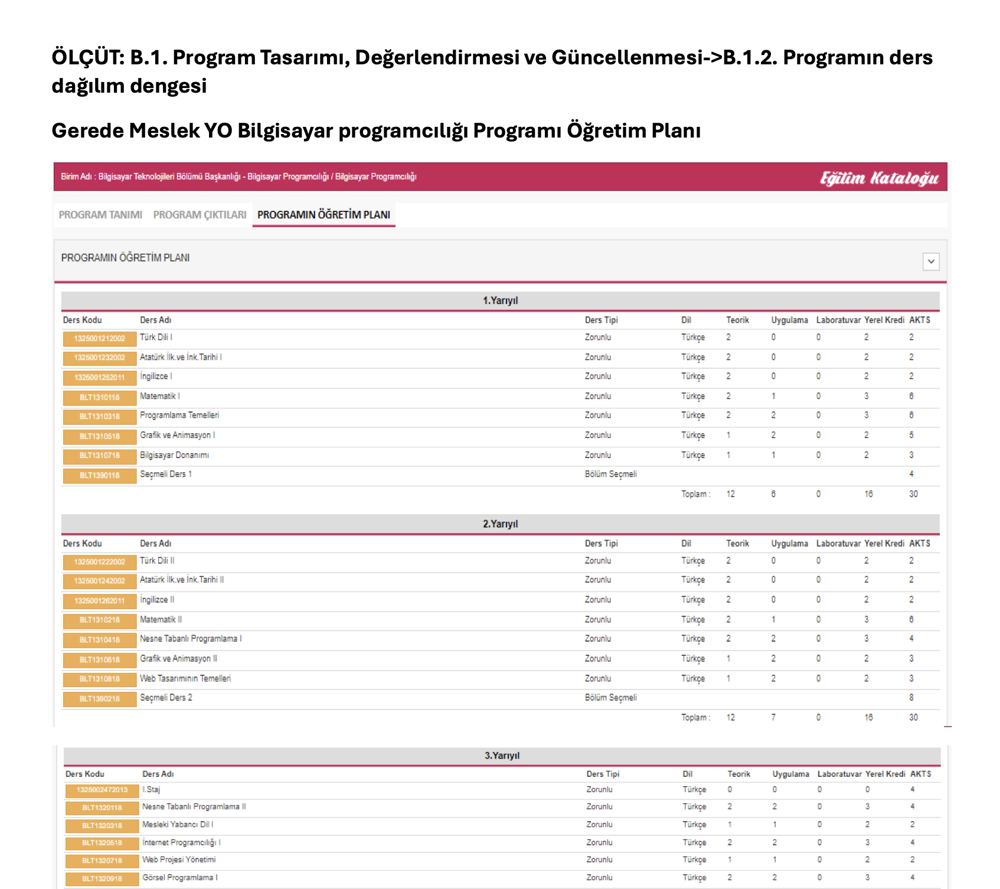 ÖLÇÜT: B.1. Program Tasarımı, Değerlendirmesi ve Güncellenmesi->B.1.2. Programın ders
dağılım dengesi
Gerede Meslek YO Bilgisayar programcılığı Programı Öğretim Planı
Birim Adı : Bilgisayar Teknolojileri Bölümü Başkanlığı - Bilgisayar Programcılığı / Bilgisayar Programcılığı Eğitim Kataloğu
PROGRAM TANIMI PROGRAM ÇIKTILARI PROGRAMIN ÖĞRETİM PLANI
PROGRAMIN ÖĞRETİM PLANI
1.Yarıyıl
Ders Kodu Ders Adı Ders Tipi Dil Teorik Uygulama Laboratuvar Yerel Kredi AKTS
1325001212002 Türk Dili I Zorunlu Türkçe 2 0 0 2 2
1325001232002 Atatürk İlk.ve İnk.Tarihi I Zorunlu Türkçe 2 0 0 2 2
1325001252011 İngilizce I Zorunlu Türkçe 2 0 0 2 2
BLT1310118 Matematik I Zorunlu Türkçe 2 1 0 3 6
BLT1310318 Programlama Temelleri Zorunlu Türkçe 2 2 0 3 6
BLT1310518 Grafik ve Animasyon I Zorunlu Türkçe 1 2 0 2 5
BLT1310718 Bilgisayar Donanımı Zorunlu Türkçe 1 1 0 2 3
BLT1390118 Seçmeli Ders 1 Bölüm Seçmeli 4
Toplam : 12 6 0 16 30
2.Yarıyıl
Ders Kodu Ders Adı Ders Tipi Dil Teorik Uygulama Laboratuvar Yerel Kredi AKTS
1325001222002 Türk Dili II Zorunlu Türkçe 2 0 0 2 2
1325001242002 Atatürk İlk.ve İnk.Tarihi II Zorunlu Türkçe 2 0 0 2 2
1325001262011 İngilizce II Zorunlu Türkçe 2 0 0 2 2
BLT1310218 Matematik II Zorunlu Türkçe 2 1 0 3 6
BLT1310418 Nesne Tabanlı Programlama I Zorunlu Türkçe 2 2 0 3 4
BLT1310618 Grafik ve Animasyon II Zorunlu Türkçe 1 2 0 2 3
BLT1310818 Web Tasarımının Temelleri Zorunlu Türkçe 1 2 0 2 3
BLT1390218 Seçmeli Ders 2 Bölüm Seçmeli 8
Toplam : 12 7 0 16 30
3.Yarıyıl
Ders Kodu Ders Adı Ders Tipi Dil Teorik Uygulama Laboratuvar Yerel Kredi AKTS
1325002472013 I.Staj Zorunlu Türkçe 0 0 0 0 4
BLT1320118 Nesne Tabanlı Programlama II Zorunlu Türkçe 2 2 0 3 4
BLT1320318 Mesleki Yabancı Dil I Zorunlu Türkçe 1 1 0 2 2
BLT1320518 İnternet Programcılığı I Zorunlu Türkçe 2 2 0 3 4
BLT1320718 Web Projesi Yönetimi Zorunlu Türkçe 1 1 0 2 2
BLT1320918 Görsel Programlama I Zorunlu Türkçe 2 2 0 3 4